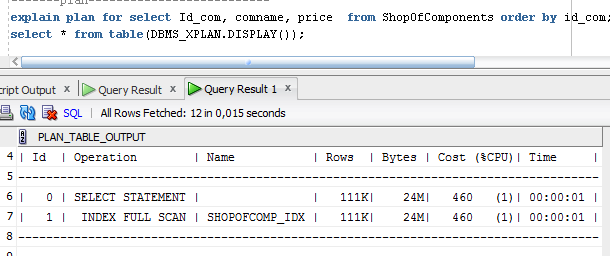 -------plan-----------------------
explain plan for select Id_com, comname, price  from ShopOfComponents order by id_com;
select * from table(DBMS_XPLAN.DISPLAY());
cript Output x Query Result x Query Result 1 x
SQL | All Rows Fetched: 12 in 0,015 seconds
PLAN_TABLE_OUTPUT
4 | Id  | Operation        | Name           | Rows  | Bytes | Cost (%CPU)| Time     |
5 --------------------------------------------------------------------------------
6 |   0 | SELECT STATEMENT |                |   111K|    24M|   460   (1)| 00:00:01 |
7 |   1 |  INDEX FULL SCAN | SHOPOFCOMP_IDX |   111K|    24M|   460   (1)| 00:00:01 |
8 --------------------------------------------------------------------------------